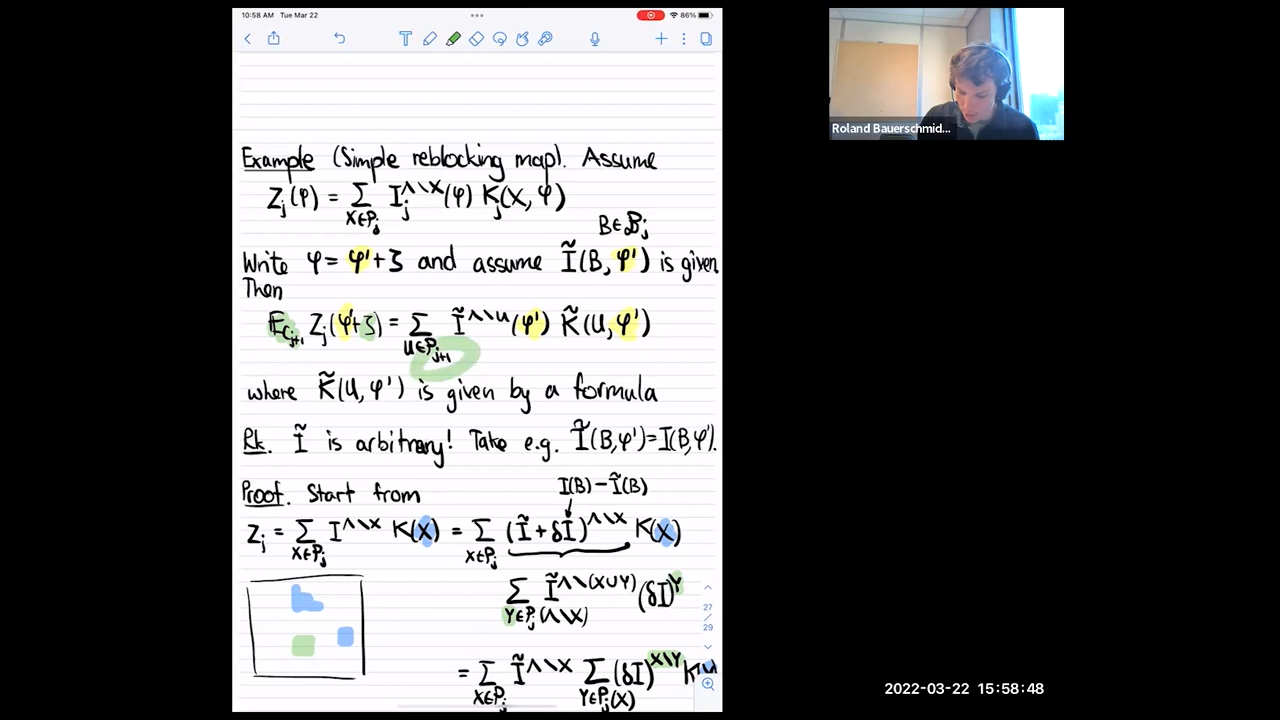 10:58 AM Tue Mar 22
86%
Example (Simple reblocking map). Assume
Z_j(φ) = Σ_{X∈P_j} I_j^{Λ∖X}(φ) K_j(X, φ)
B∈B_j
Write φ = φ'+ζ and assume Ĩ(B, φ') is given
Then
E_{C_{j+1}} Z_j(φ'+ζ) = Σ_{U∈P_{j+1}} Ĩ^{Λ∖U}(φ') K̃(U, φ')
where K̃(U, φ') is given by a formula
Rk. Ĩ is arbitrary! Take e.g. Ĩ(B,φ')=I(B,φ').
Proof. Start from
I(B)−Ĩ(B)
Z_j = Σ_{X∈P_j} I^{Λ∖X} K(X) = Σ_{X∈P_j} (Ĩ+δI)^{Λ∖X} K(X)
Σ_{Y∈P_j(Λ∖X)} Ĩ^{Λ∖(X∪Y)} (δI)^Y
= Σ_{X∈P_j} Ĩ^{Λ∖X} Σ_{Y∈P_j(X)} (δI)^{X∖Y}
27
/
29
Roland Bauerschmid...
2022-03-22 15:58:48